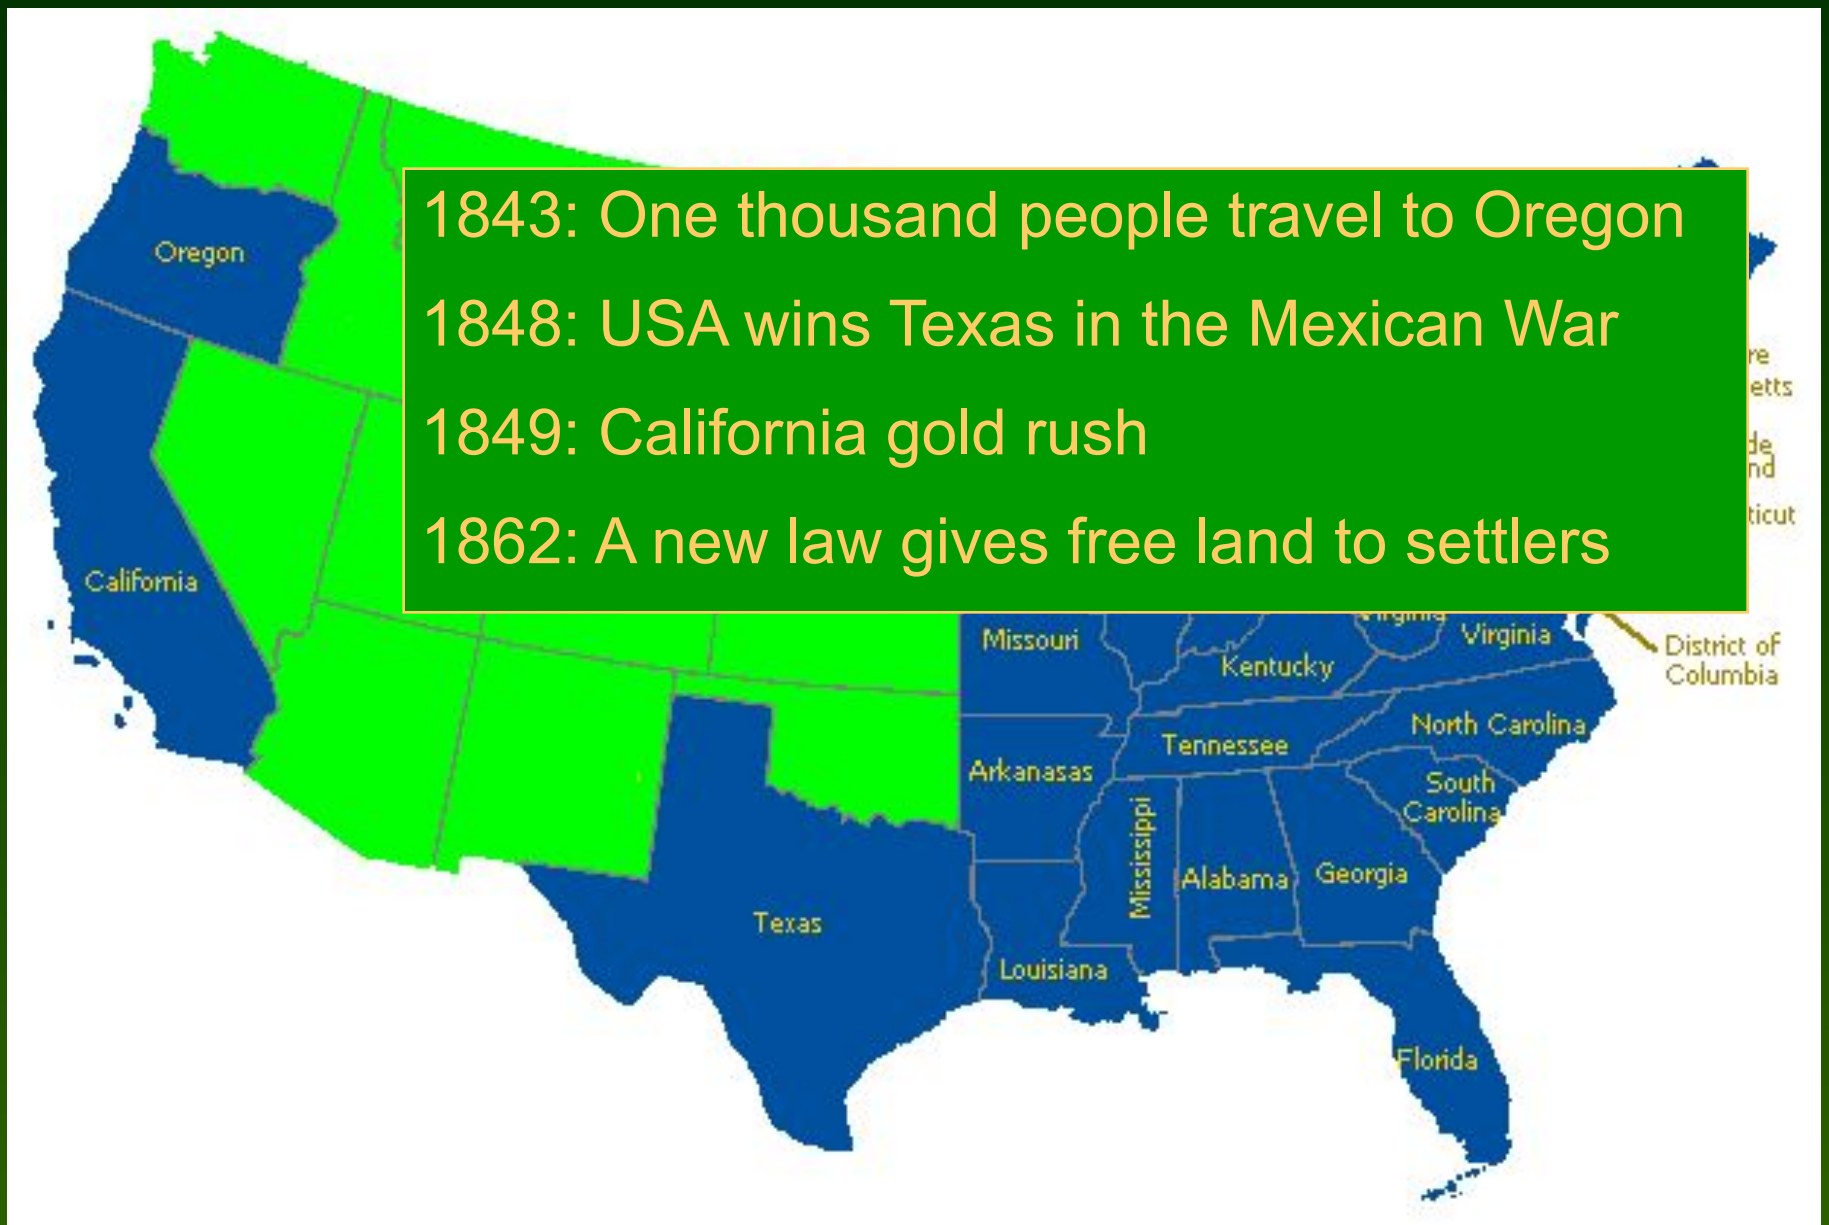 1843: One thousand people travel to Oregon
1848: USA wins Texas in the Mexican War
1849: California gold rush
1862: A new law gives free land to settlers
Oregon
California
Missouri
Virginia
Kentucky
Virginia
District of
Columbia
North Carolina
Tennessee
Arkanasas
South
Carolina
Mississippi
Alabama
Georgia
Texas
Louisiana
Florida